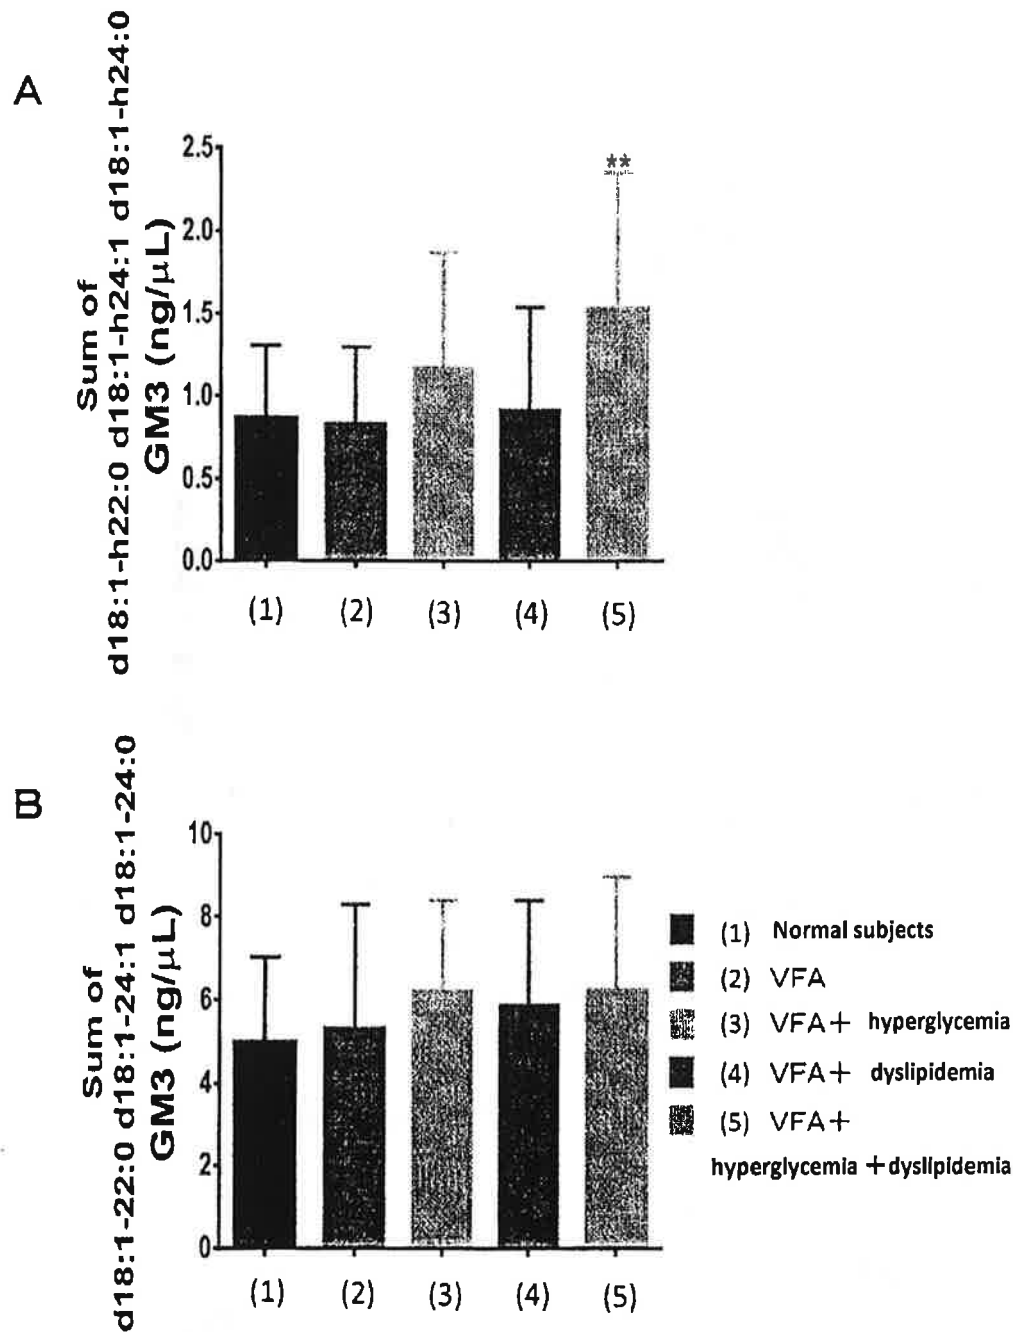 A
Sum of
d18:1-h22:0 d18:1-h24:1 d18:1-h24:0
GM3 (ng/μL)
2.5
2.0
1.5
1.0
0.5
0.0
**
(1) (2) (3) (4) (5)
B
Sum of
d18:1-22:0 d18:1-24:1 d18:1-24:0
GM3 (ng/μL)
10
8
6
4
2
0
(1) (2) (3) (4) (5)
(1) Normal subjects
(2) VFA
(3) VFA+ hyperglycemia
(4) VFA+ dyslipidemia
(5) VFA+
hyperglycemia +dyslipidemia